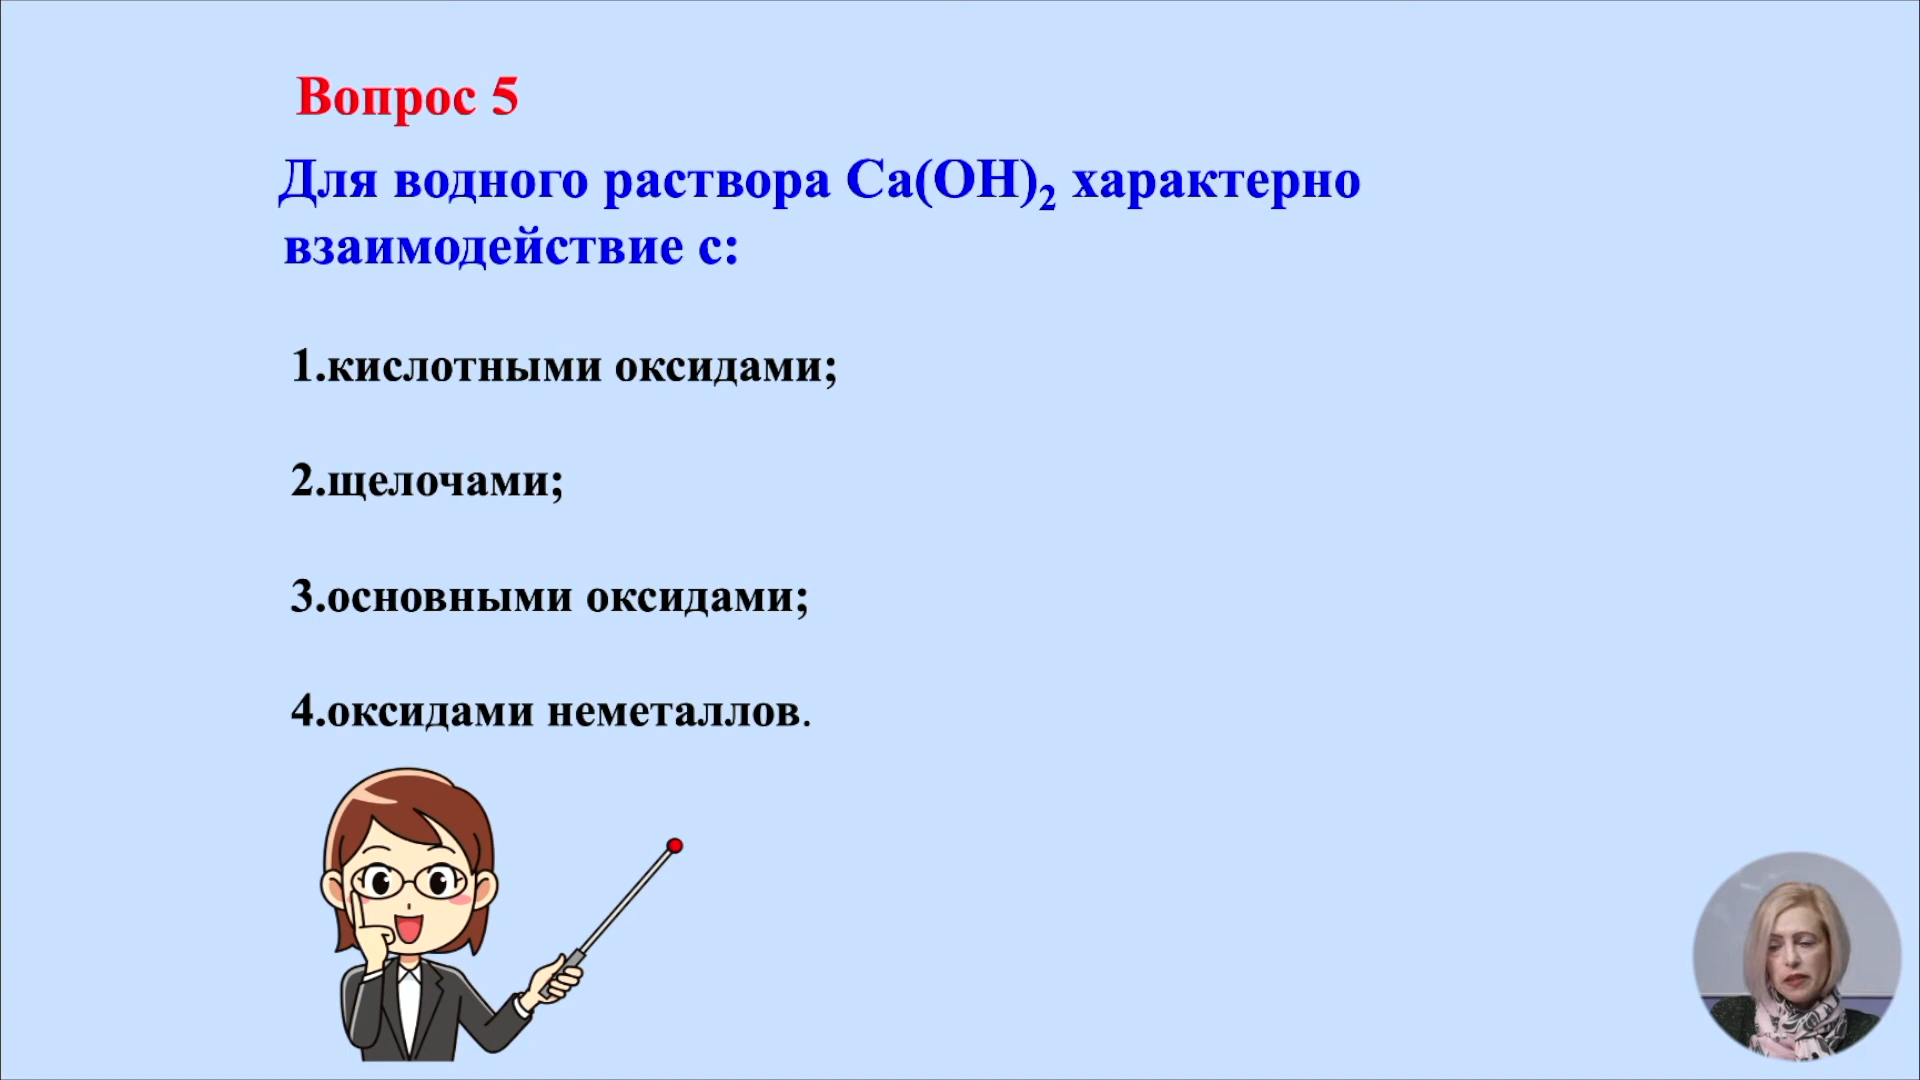 Вопрос 5
Для водного раствора Ca(OH)₂ характерно
взаимодействие с:
1.кислотными оксидами;
2.щелочами;
3.основными оксидами;
4.оксидами неметаллов.